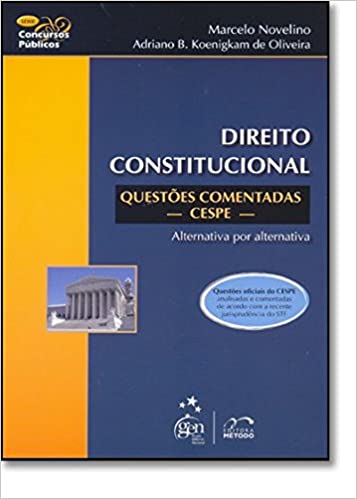 SÉRIE
Concursos
Públicos
Marcelo Novelino
Adriano B. Koenigkam de Oliveira
DIREITO
CONSTITUCIONAL
QUESTÕES COMENTADAS
— CESPE —
Alternativa por alternativa
Questões oficiais do CESPE
analisadas e comentadas
de acordo com a recente
jurisprudência do STF
gen
EDITORA
MÉTODO